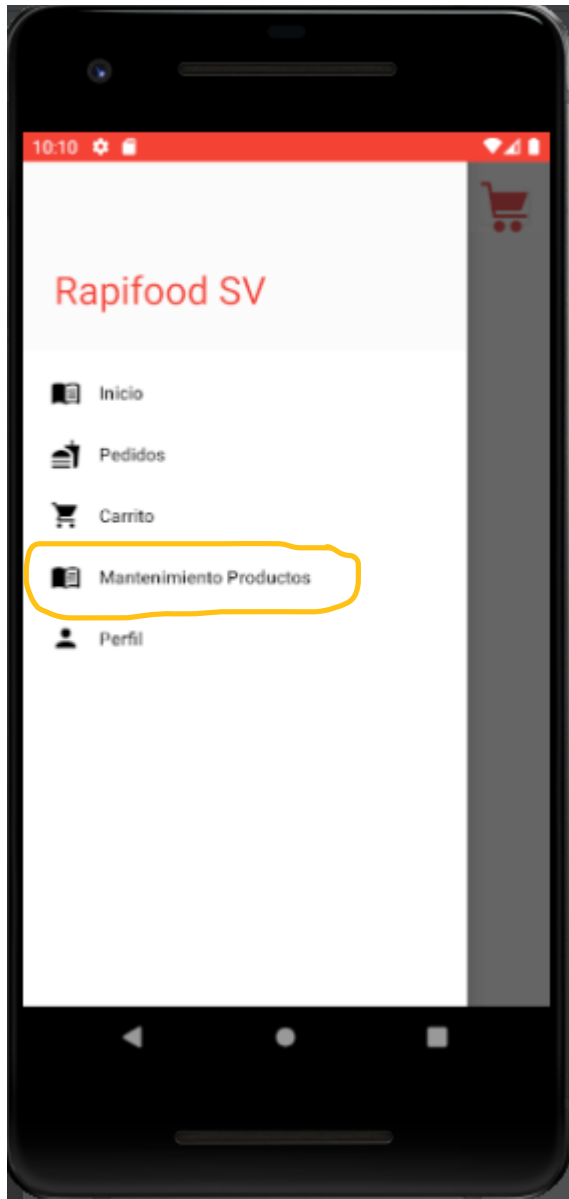 10:10
Rapifood SV
Inicio
Pedidos
Carrito
Mantenimiento Productos
Perfil